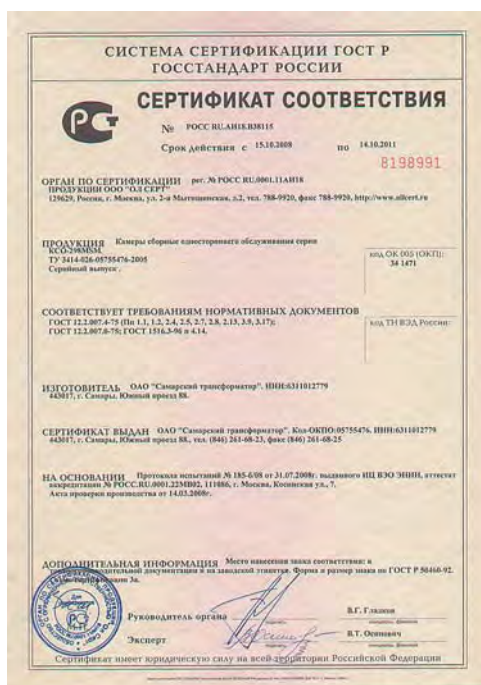 СИСТЕМА СЕРТИФИКАЦИИ ГОСТ Р
ГОССТАНДАРТ РОССИИ
СЕРТИФИКАТ СООТВЕТСТВИЯ
№ РОСС RU.АИ18.В38115
Срок действия с 15.10.2008 по 14.10.2011
8198991
ОРГАН ПО СЕРТИФИКАЦИИ рег. № РОСС RU.0001.11АИ18
ПРОДУКЦИИ ООО "ОЛ СЕРТ"
129629, Россия, г. Москва, ул. 2-я Мытищинская, д.2, тел. 788-9920, факс 788-9920, http://www.allcert.ru
ПРОДУКЦИЯ Камеры сборные одностороннего обслуживания серии
КСО-298MSM.
ТУ 3414-026-05755476-2005
Серийный выпуск .
код ОК 005 (ОКП):
34 1471
СООТВЕТСТВУЕТ ТРЕБОВАНИЯМ НОРМАТИВНЫХ ДОКУМЕНТОВ
ГОСТ 12.2.007.4-75 (Пп 1.1, 1.2, 2.4, 2.5, 2.7, 2.8, 2.13, 3.9, 3.17);
ГОСТ 12.2.007.0-75; ГОСТ 1516.3-96 п 4.14.
код ТН ВЭД России:
ИЗГОТОВИТЕЛЬ ОАО "Самарский трансформатор". ИНН:6311012779
443017, г. Самара, Южный проезд 88.
СЕРТИФИКАТ ВЫДАН ОАО "Самарский трансформатор". Код-ОКПО:05755476. ИНН:6311012779
443017, г. Самара, Южный проезд 88., тел. (846) 261-68-23, факс (846) 261-68-25
НА ОСНОВАНИИ Протокола испытаний № 185-6/08 от 31.07.2008г. выданного ИЦ ВЭО ЭНИН, аттестат
аккредитации № РОСС.RU.0001.22МВ02, 111086, г. Москва, Косинская ул., 7.
Акта проверки производства от 14.03.2008г.
ДОПОЛНИТЕЛЬНАЯ ИНФОРМАЦИЯ Место нанесения знака соответствия: в
документации и на заводской этикетке. Форма и размер знака по ГОСТ Р 50460-92.
3а.
Руководитель органа В.Г. Глазков
Эксперт В.Т. Осинович
Сертификат имеет юридическую силу на всей территории Российской Федерации